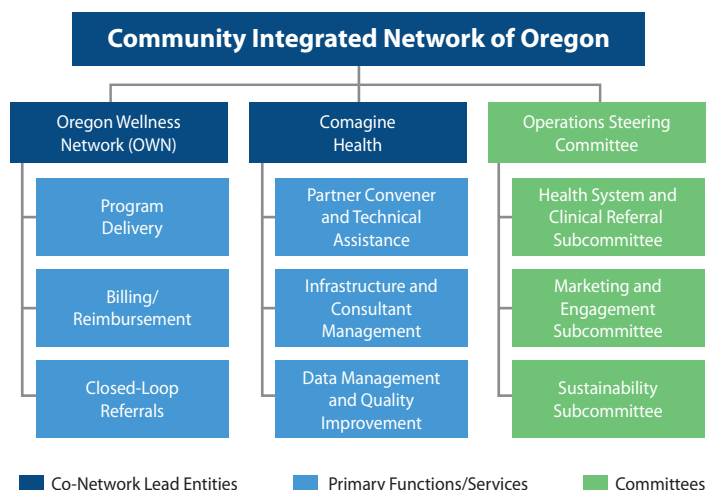 Community Integrated Network of Oregon
Oregon Wellness
Network (OWN)
Program
Delivery
Billing/
Reimbursement
Closed-Loop
Referrals
Comagine
Health
Partner Convener
and Technical
Assistance
Infrastructure and
Consultant
Management
Data Management
and Quality
Improvement
Operations Steering
Committee
Health System and
Clinical Referral
Subcommittee
Marketing and
Engagement
Subcommittee
Sustainability
Subcommittee
Co-Network Lead Entities
Primary Functions/Services
Committees